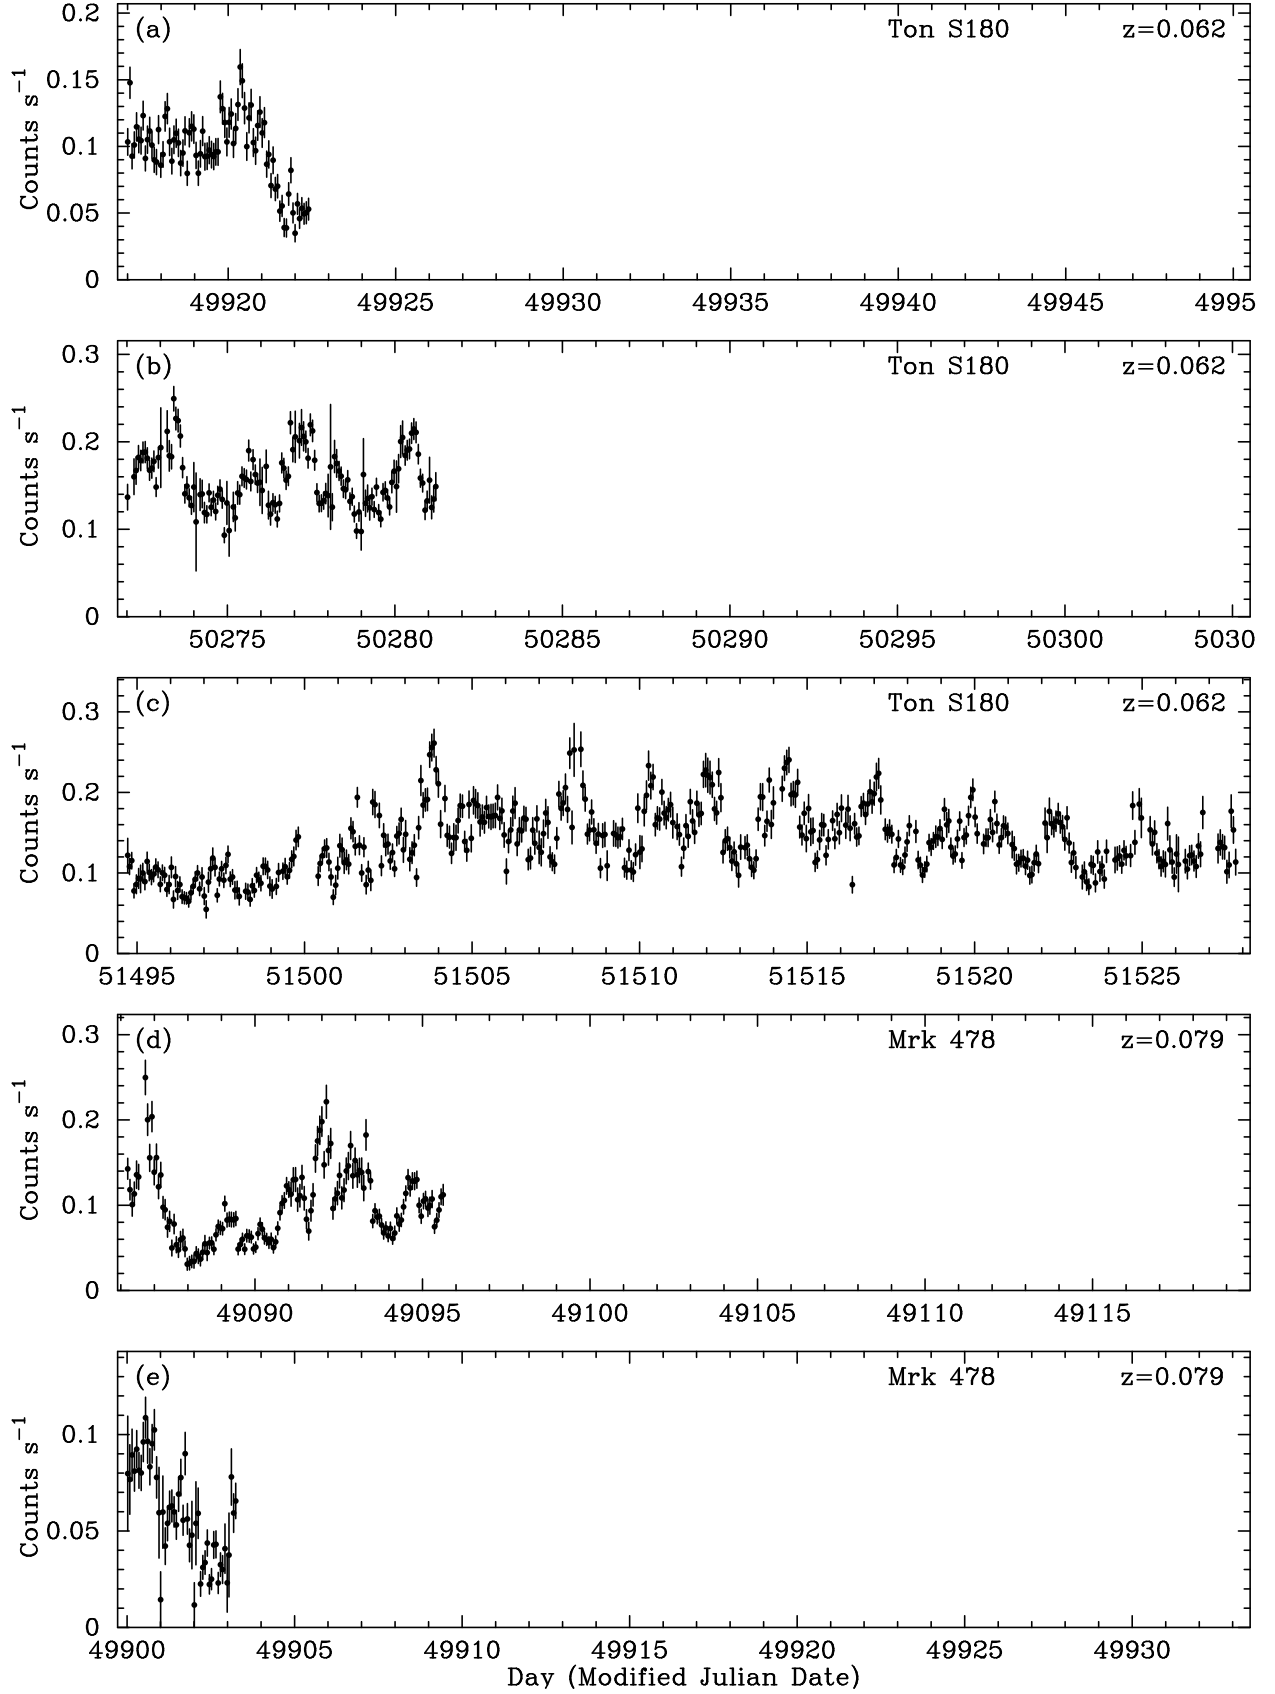 (a) Ton S180 z=0.062
0.2
0.15
0.1
0.05
0
Counts s⁻¹
49920 49925 49930 49935 49940 49945 4995
(b) Ton S180 z=0.062
0.3
0.2
0.1
0
Counts s⁻¹
50275 50280 50285 50290 50295 50300 5030
(c) Ton S180 z=0.062
0.3
0.2
0.1
0
Counts s⁻¹
51495 51500 51505 51510 51515 51520 51525
(d) Mrk 478 z=0.079
0.3
0.2
0.1
0
Counts s⁻¹
49090 49095 49100 49105 49110 49115
(e) Mrk 478 z=0.079
0.1
0.05
0
Counts s⁻¹
49900 49905 49910 49915 49920 49925 49930
Day (Modified Julian Date)